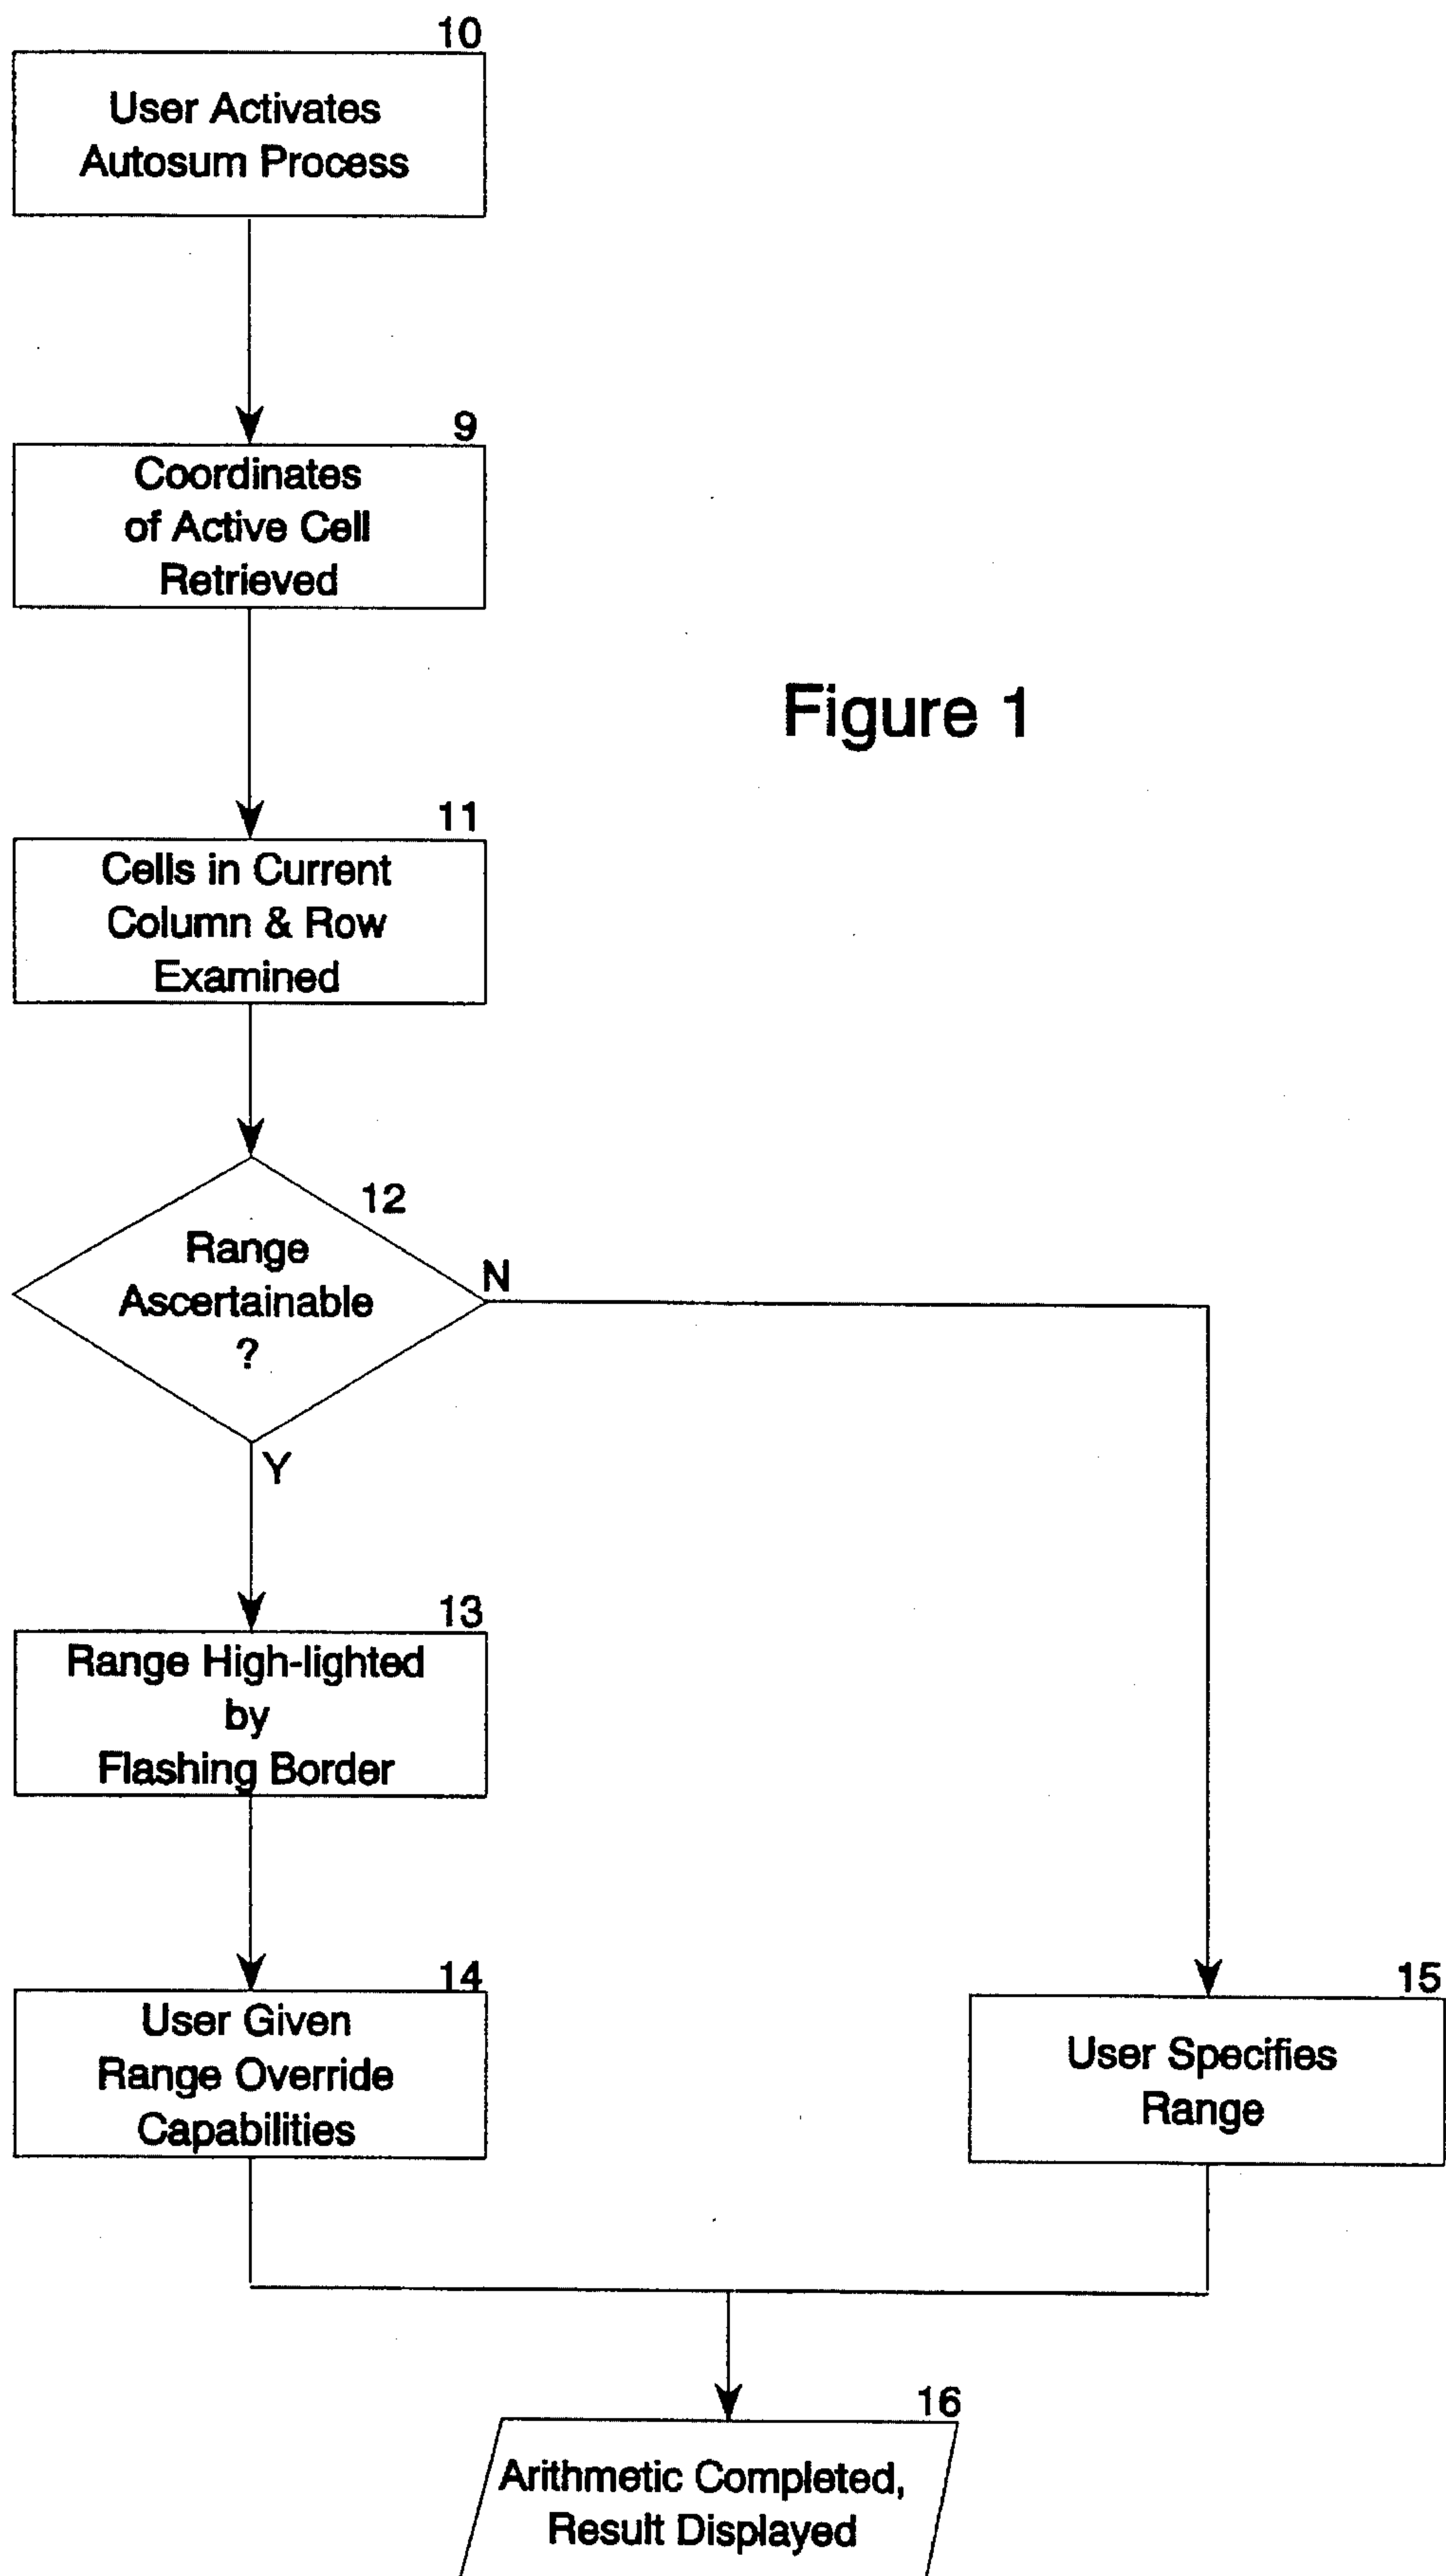 10
User Activates
Autosum Process
9
Coordinates
of Active Cell
Retrieved
Figure 1
11
Cells in Current
Column & Row
Examined
12
Range
Ascertainable
?
N
Y
13
Range High-lighted
by
Flashing Border
14
User Given
Range Override
Capabilities
15
User Specifies
Range
16
Arithmetic Completed,
Result Displayed